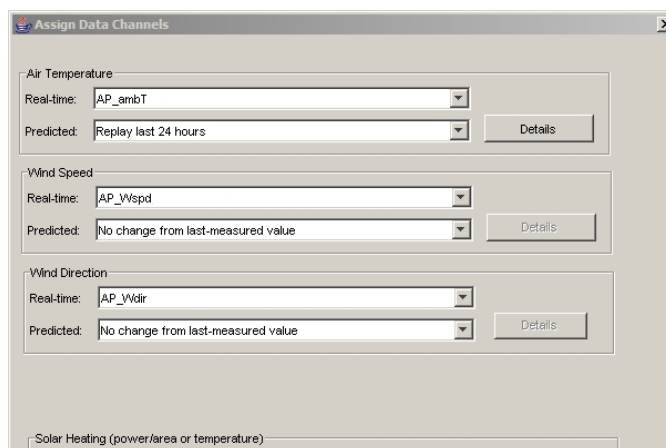 Assign Data Channels
Air Temperature
Real-time: AP_ambT
Predicted: Replay last 24 hours Details
Wind Speed
Real-time: AP_Wspd
Predicted: No change from last-measured value Details
Wind Direction
Real-time: AP_Wdir
Predicted: No change from last-measured value Details
Solar Heating (power/area or temperature)